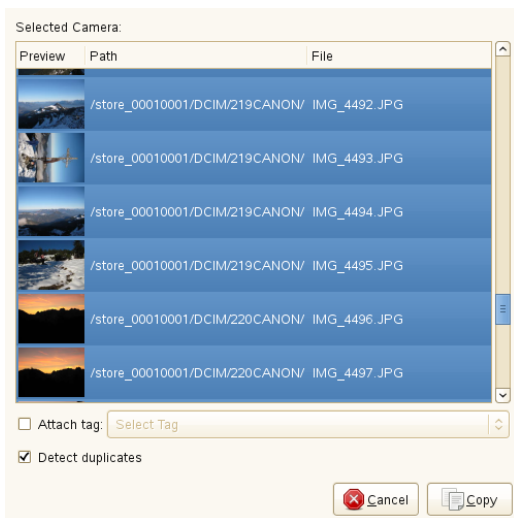 Selected Camera:
Preview Path File
/store_00010001/DCIM/219CANON/ IMG_4492.JPG
/store_00010001/DCIM/219CANON/ IMG_4493.JPG
/store_00010001/DCIM/219CANON/ IMG_4494.JPG
/store_00010001/DCIM/219CANON/ IMG_4495.JPG
/store_00010001/DCIM/220CANON/ IMG_4496.JPG
/store_00010001/DCIM/220CANON/ IMG_4497.JPG
Attach tag: Select Tag
Detect duplicates
Cancel Copy